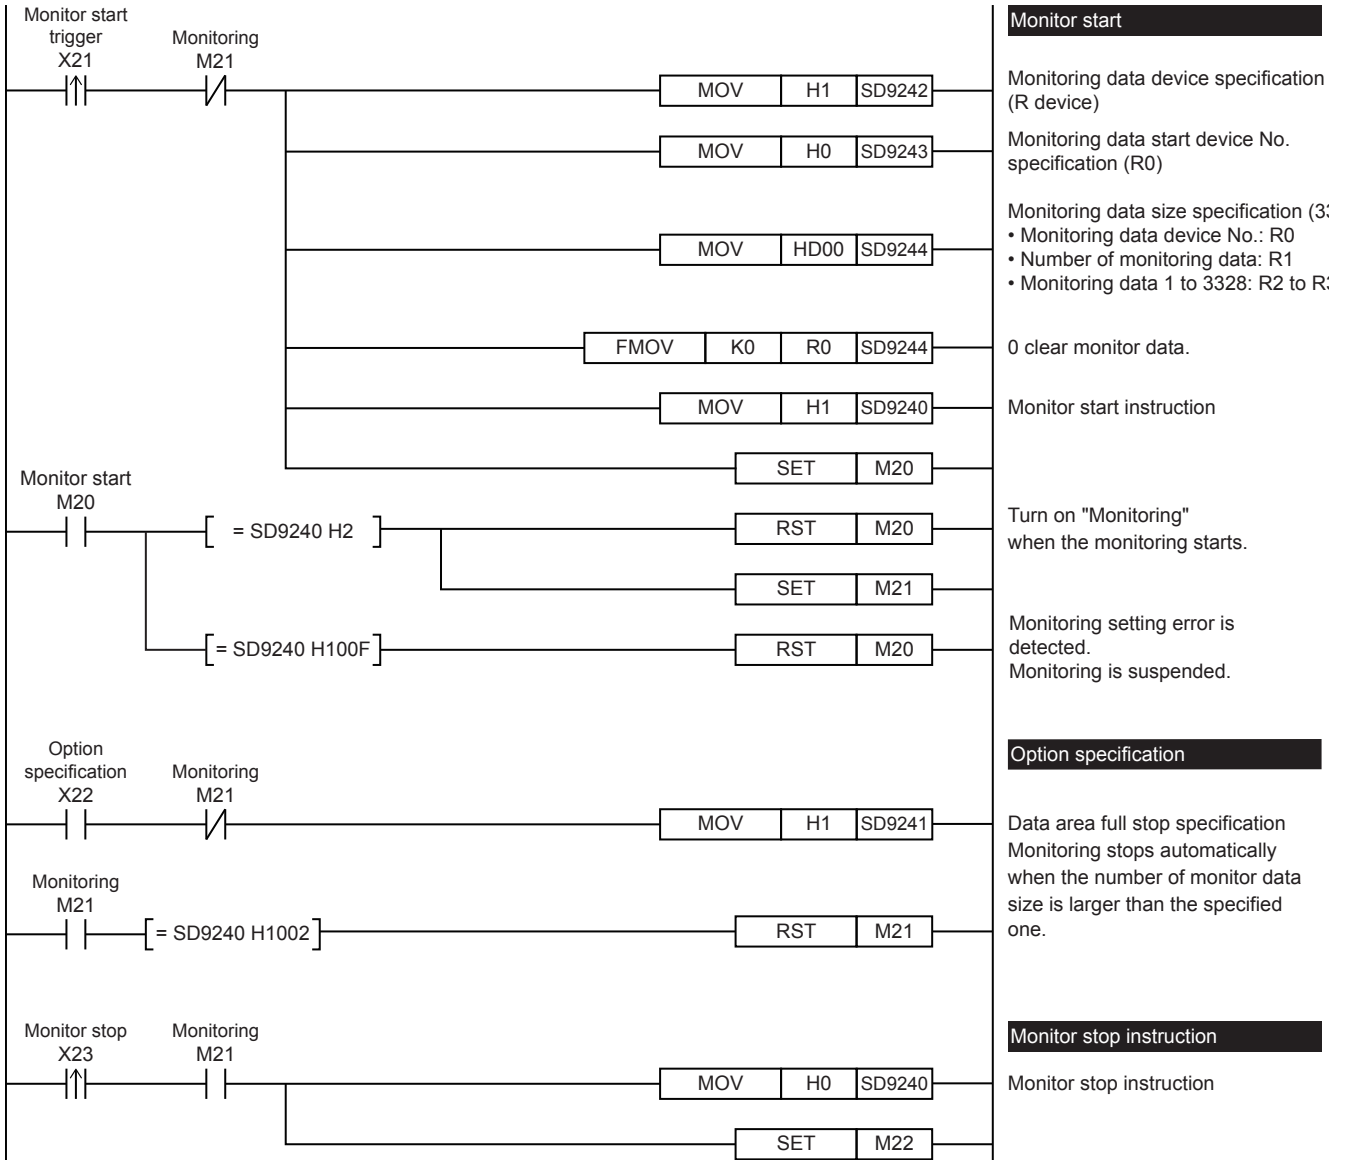 Monitor start
trigger
X21
Monitoring
M21
MOV H1 SD9242
Monitor start
Monitoring data device specification
(R device)
MOV H0 SD9243
Monitoring data start device No.
specification (R0)
MOV HD00 SD9244
Monitoring data size specification
• Monitoring data device No.: R0
• Number of monitoring data: R1
• Monitoring data 1 to 3328: R2 to
FMOV K0 R0 SD9244
0 clear monitor data.
MOV H1 SD9240
Monitor start instruction
SET M20
Monitor start
M20
= SD9240 H2
RST M20
Turn on "Monitoring"
when the monitoring starts.
SET M21
= SD9240 H100F
RST M20
Monitoring setting error is
detected.
Monitoring is suspended.
Option
specification
X22
Monitoring
M21
MOV H1 SD9241
Option specification
Data area full stop specification
Monitoring stops automatically
when the number of monitor data
size is larger than the specified
one.
Monitoring
M21
= SD9240 H1002
RST M21
Monitor stop
X23
Monitoring
M21
MOV H0 SD9240
Monitor stop instruction
Monitor stop instruction
SET M22